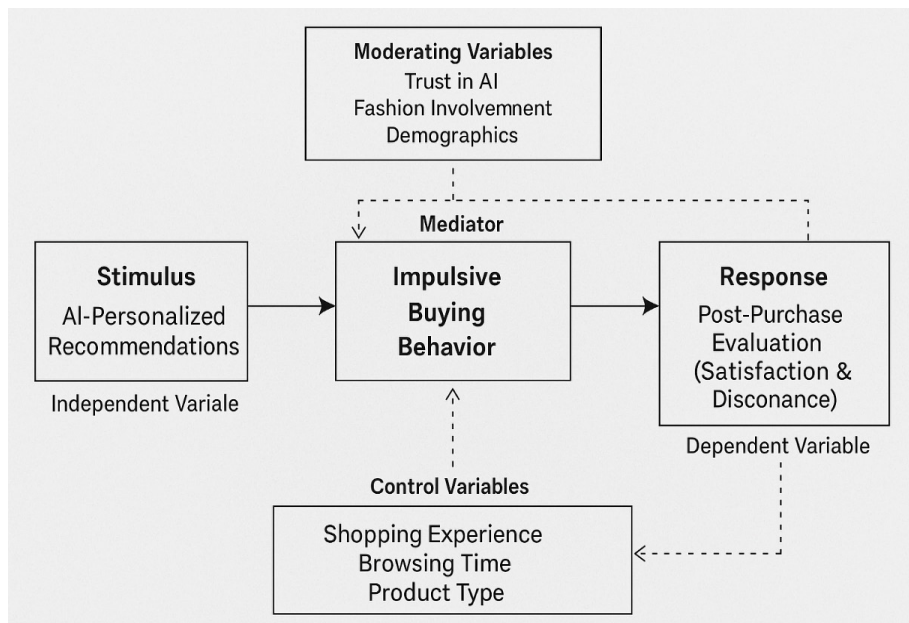 Moderating Variables
Trust in AI
Fashion Involvemnent
Demographics
Mediator
Stimulus
AI-Personalized
Recommendations
Independent Variale
Impulsive
Buying
Behavior
Response
Post-Purchase
Evaluation
(Satisfaction &
Disconance)
Dependent Variable
Control Variables
Shopping Experience
Browsing Time
Product Type